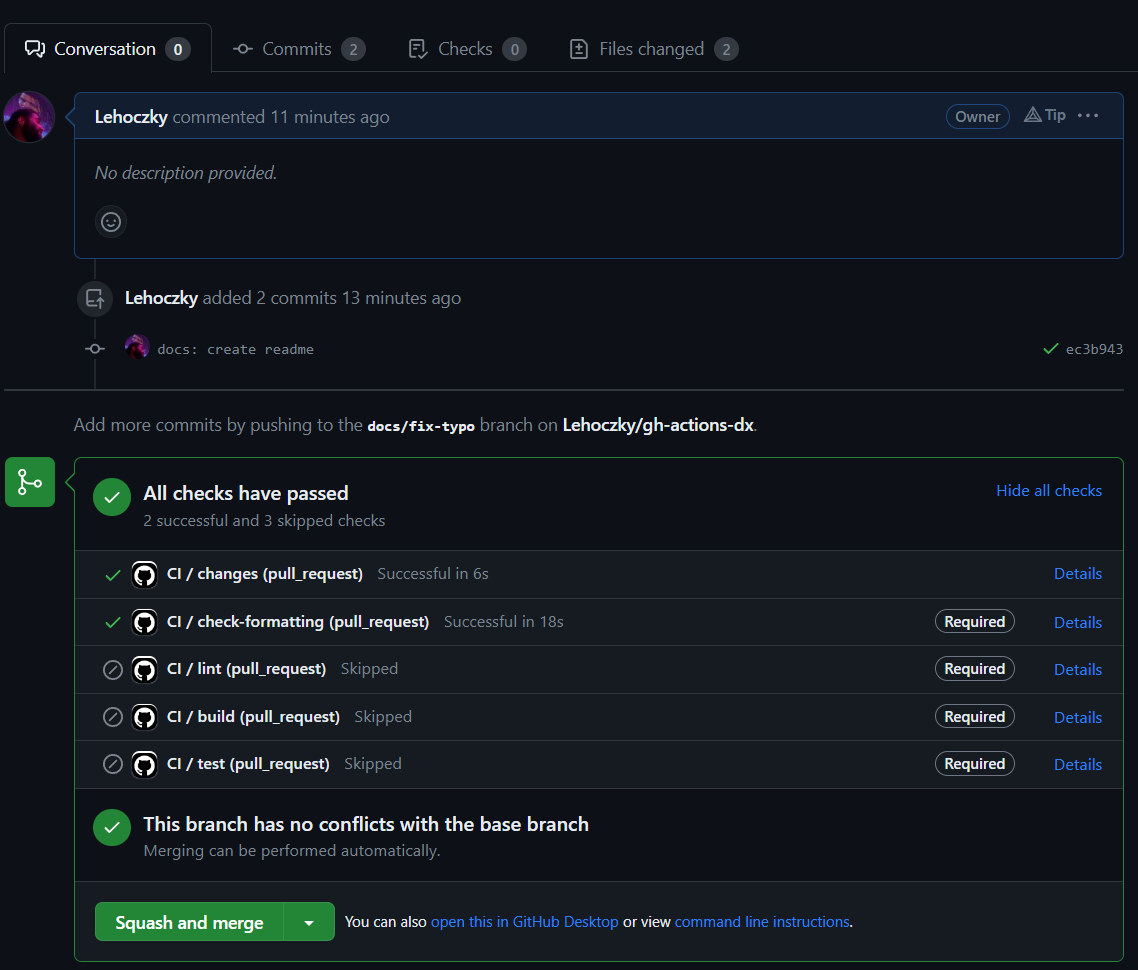 Conversation 0 Commits 2 Checks 0 Files changed 2
Lehoczky commented 11 minutes ago Owner Tip ...
No description provided.
Lehoczky added 2 commits 13 minutes ago
docs: create readme ec3b943
Add more commits by pushing to the docs/fix-typo branch on Lehoczky/gh-actions-dx.
All checks have passed Hide all checks
2 successful and 3 skipped checks
CI / changes (pull_request) Successful in 6s Details
CI / check-formatting (pull_request) Successful in 18s Required Details
CI / lint (pull_request) Skipped Required Details
CI / build (pull_request) Skipped Required Details
CI / test (pull_request) Skipped Required Details
This branch has no conflicts with the base branch
Merging can be performed automatically.
Squash and merge You can also open this in GitHub Desktop or view command line instructions.